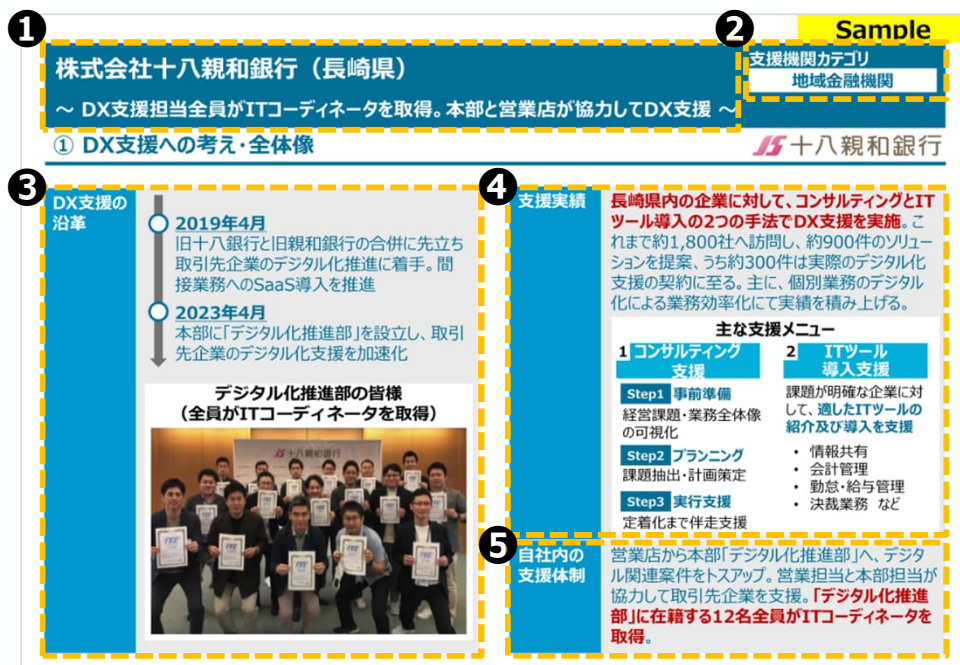 1
2
Sample
株式会社十八親和銀行（長崎県）
～ DX支援担当全員がITコーディネータを取得。本部と営業店が協力してDX支援 ～
支援機関カテゴリ
地域金融機関
① DX支援への考え・全体像
十八親和銀行
3
DX支援の
沿革
2019年4月
旧十八銀行と旧親和銀行の合併に先立ち
取引先企業のデジタル化推進に着手。間
接業務へのSaaS導入を推進
2023年4月
本部に「デジタル化推進部」を設立し、取引
先企業のデジタル化支援を加速化
デジタル化推進部の皆様
（全員がITコーディネータを取得）
十八親和銀行
4
支援実績
長崎県内の企業に対して、コンサルティングとIT
ツール導入の2つの手法でDX支援を実施。こ
れまで約1,800社へ訪問し、約900件のソリュー
ションを提案、うち約300件は実際のデジタル化
支援の契約に至る。主に、個別業務のデジタル
化による業務効率化にて実績を積み上げる。
主な支援メニュー
1 コンサルティング
支援
Step1 事前準備
経営課題・業務全体像
の可視化
Step2 プランニング
課題抽出・計画策定
Step3 実行支援
定着化まで伴走支援
2 ITツール
導入支援
課題が明確な企業に対
して、適したITツールの
紹介及び導入を支援
• 情報共有
• 会計管理
• 勤怠・給与管理
• 決裁業務 など
5
自社内の
支援体制
営業店から本部「デジタル化推進部」へ、デジタ
ル関連案件をトスアップ。営業担当と本部担当が
協力して取引先企業を支援。「デジタル化推進
部」に在籍する12名全員がITコーディネータを
取得。